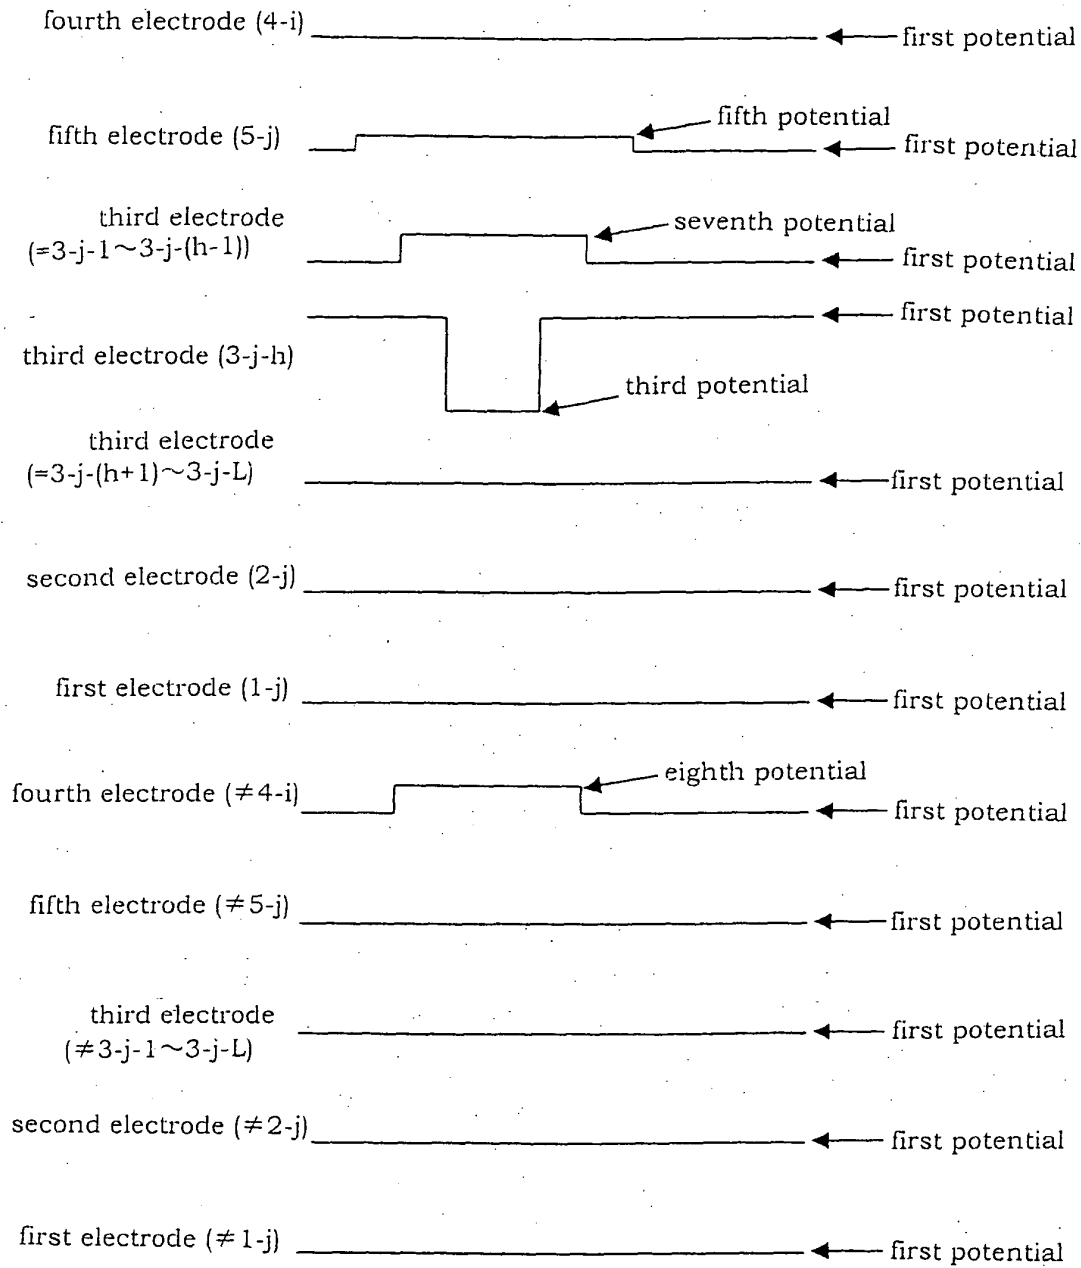 fourth electrode (4-i)
first potential
fifth potential
fifth electrode (5-j)
first potential
third electrode
(=3-j-1~3-j-(h-1))
seventh potential
first potential
first potential
third electrode (3-j-h)
third potential
third electrode
(=3-j-(h+1)~3-j-L)
first potential
second electrode (2-j)
first potential
first electrode (1-j)
first potential
eighth potential
fourth electrode (≠4-i)
first potential
fifth electrode (≠5-j)
first potential
third electrode
(≠3-j-1~3-j-L)
first potential
second electrode (≠2-j)
first potential
first electrode (≠1-j)
first potential